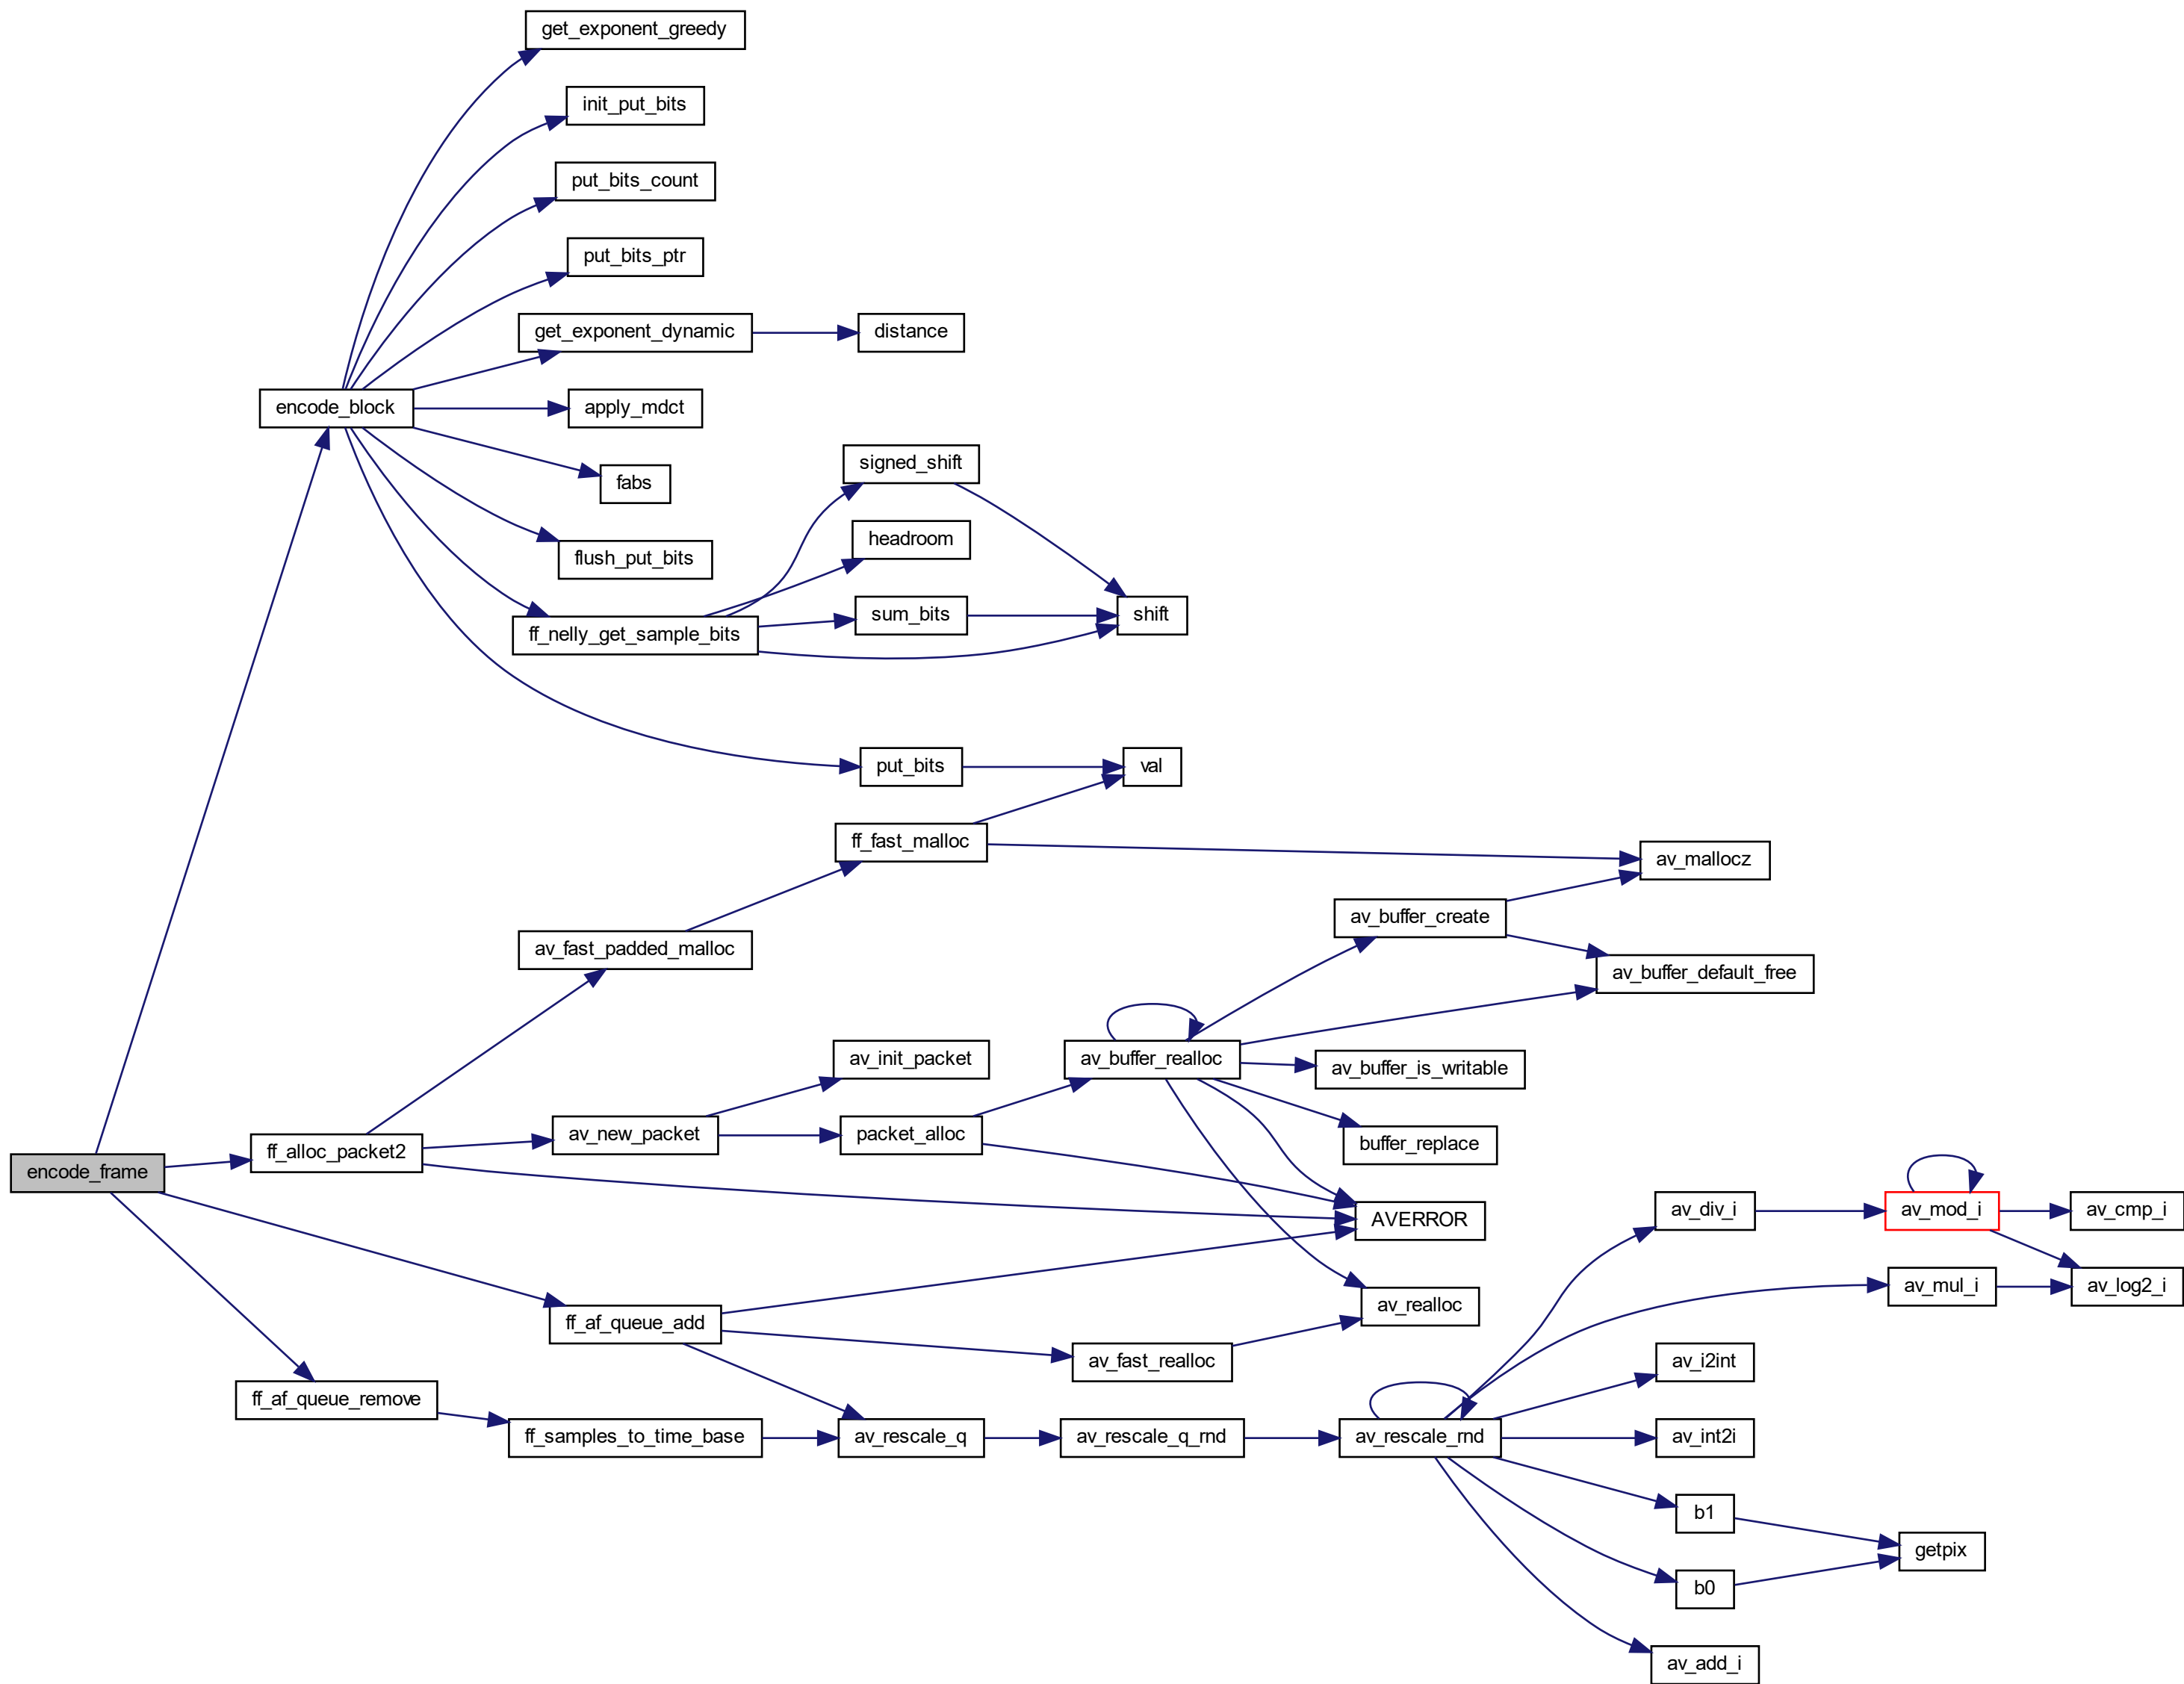 get_exponent_greedy
init_put_bits
put_bits_count
put_bits_ptr
get_exponent_dynamic
distance
encode_block
apply_mdct
signed_shift
fabs
headroom
flush_put_bits
sum_bits
shift
ff_nelly_get_sample_bits
put_bits
val
ff_fast_malloc
av_mallocz
av_buffer_create
av_fast_padded_malloc
av_buffer_default_free
av_init_packet
av_buffer_realloc
av_buffer_is_writable
av_new_packet
packet_alloc
buffer_replace
ff_alloc_packet2
encode_frame
AVERROR
av_div_i
av_mod_i
av_cmp_i
av_mul_i
av_log2_i
av_realloc
ff_af_queue_add
av_fast_realloc
av_i2int
ff_af_queue_remove
ff_samples_to_time_base
av_rescale_q
av_rescale_q_rnd
av_rescale_rnd
av_int2i
b1
getpix
b0
av_add_i